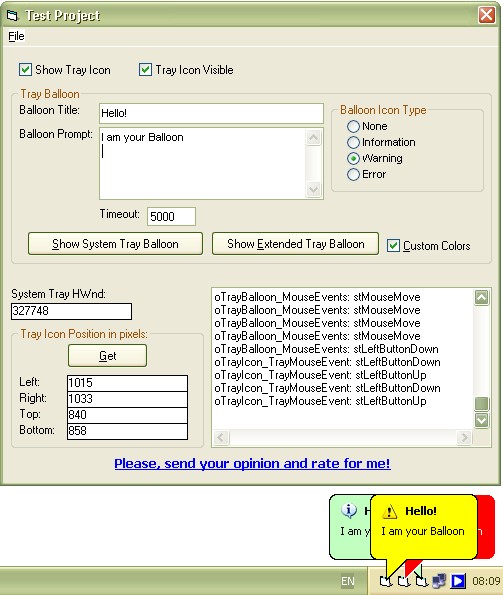 Test Project
File
Show Tray Icon
Tray Icon Visible
Tray Balloon
Balloon Title: Hello!
Balloon Prompt: I am your Balloon
Balloon Icon Type
None
Information
Warning
Error
Timeout: 5000
Show System Tray Balloon
Show Extended Tray Balloon
Custom Colors
System Tray HWnd:
327748
Tray Icon Position in pixels:
Get
Left: 1015
Right: 1033
Top: 840
Bottom: 858
oTrayBalloon_MouseEvents: stMouseMove
oTrayBalloon_MouseEvents: stMouseMove
oTrayBalloon_MouseEvents: stMouseMove
oTrayBalloon_MouseEvents: stMouseMove
oTrayBalloon_MouseEvents: stLeftButtonDown
oTrayIcon_TrayMouseEvent: stLeftButtonDown
oTrayIcon_TrayMouseEvent: stLeftButtonUp
oTrayIcon_TrayMouseEvent: stLeftButtonDown
oTrayIcon_TrayMouseEvent: stLeftButtonUp
Please, send your opinion and rate for me!
H
I am y
Hello!
I am your Balloon
n
EN
08:09